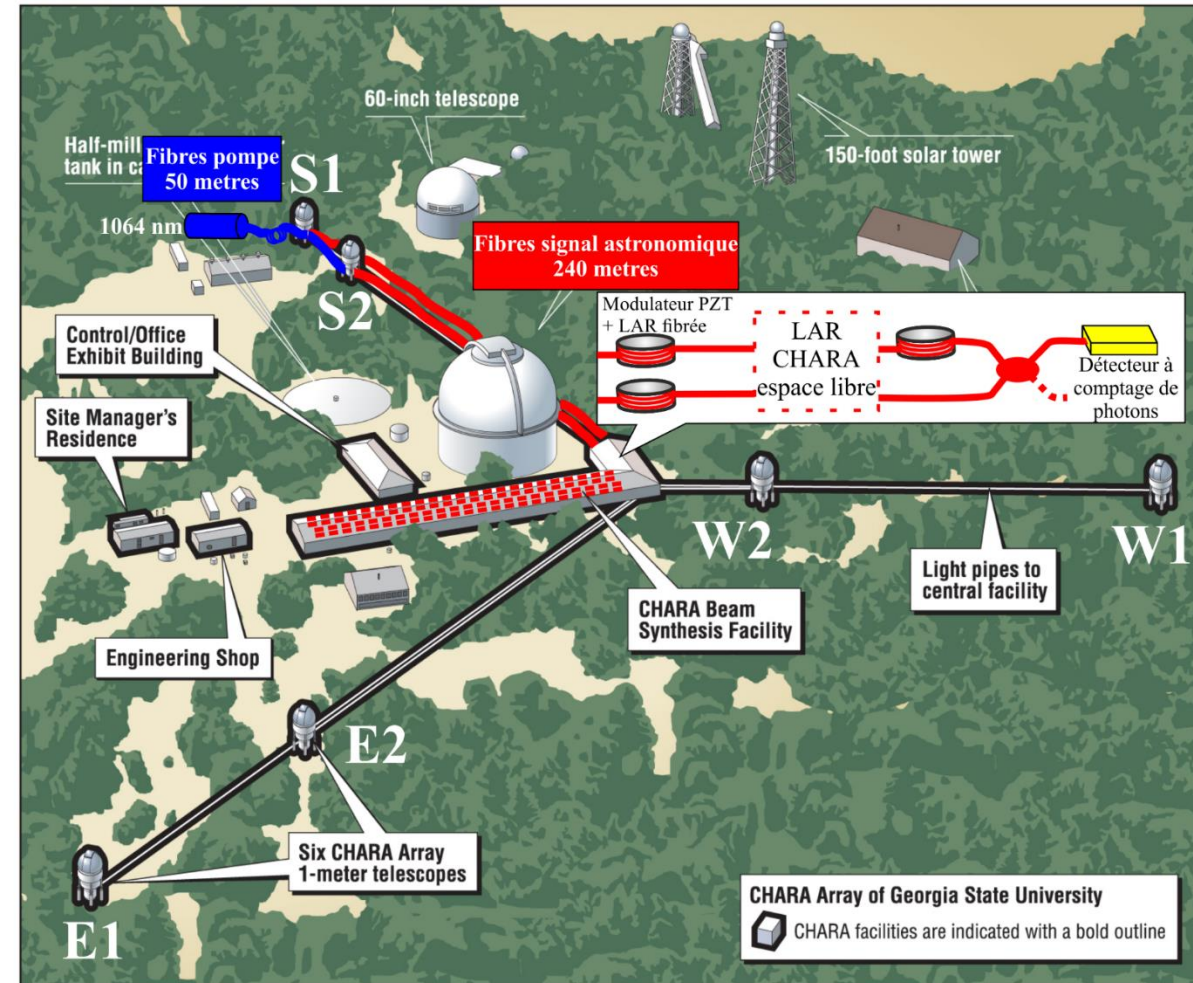 60-inch telescope
Half-mill
tank in ca
Fibres pompe
50 metres
S1
150-foot solar tower
1064 nm
Fibres signal astronomique
240 metres
S2
Modulateur PZT
+ LAR fibrée
LAR
CHARA
espace libre
Détecteur à
comptage de
photons
Control/Office
Exhibit Building
Site Manager's
Residence
W2
W1
Light pipes to
central facility
CHARA Beam
Synthesis Facility
Engineering Shop
E2
Six CHARA Array
1-meter telescopes
E1
CHARA Array of Georgia State University
CHARA facilities are indicated with a bold outline